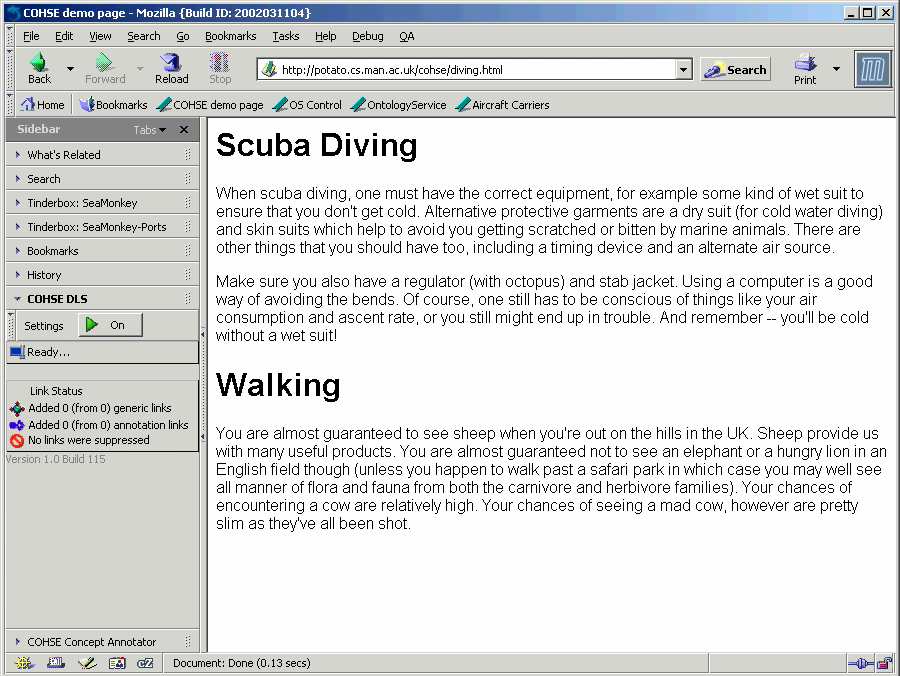 COHSE demo page - Mozilla {Build ID: 2002031104}
File Edit View Search Go Bookmarks Tasks Help Debug QA
Back Forward Reload Stop http://potato.cs.man.ac.uk/cohse/diving.html Search Print
Home Bookmarks COHSE demo page OS Control OntologyService Aircraft Carriers
Sidebar Tabs
What's Related
Search
Tinderbox: SeaMonkey
Tinderbox: SeaMonkey-Ports
Bookmarks
History
COHSE DLS
Settings On
Ready...
Link Status
Added 0 (from 0) generic links
Added 0 (from 0) annotation links
No links were suppressed
Version 1.0 Build 115
COHSE Concept Annotator
Scuba Diving
When scuba diving, one must have the correct equipment, for example some kind of wet suit to
ensure that you don't get cold. Alternative protective garments are a dry suit (for cold water diving)
and skin suits which help to avoid you getting scratched or bitten by marine animals. There are
other things that you should have too, including a timing device and an alternate air source.
Make sure you also have a regulator (with octopus) and stab jacket. Using a computer is a good
way of avoiding the bends. Of course, one still has to be conscious of things like your air
consumption and ascent rate, or you still might end up in trouble. And remember -- you'll be cold
without a wet suit!
Walking
You are almost guaranteed to see sheep when you're out on the hills in the UK. Sheep provide us
with many useful products. You are almost guaranteed not to see an elephant or a hungry lion in an
English field though (unless you happen to walk past a safari park in which case you may well see
all manner of flora and fauna from both the carnivore and herbivore families). Your chances of
encountering a cow are relatively high. Your chances of seeing a mad cow, however are pretty
slim as they've all been shot.
Document: Done (0.13 secs)